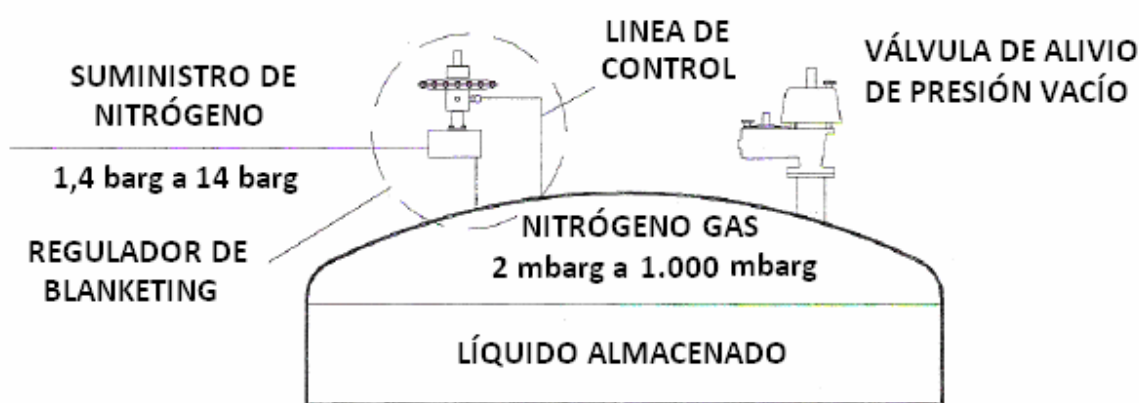 SUMINISTRO DE
NITRÓGENO
1,4 barg a 14 barg
REGULADOR DE
BLANKETING
LINEA DE
CONTROL
VÁLVULA DE ALIVIO
DE PRESIÓN VACÍO
NITRÓGENO GAS
2 mbarg a 1.000 mbarg
LÍQUIDO ALMACENADO